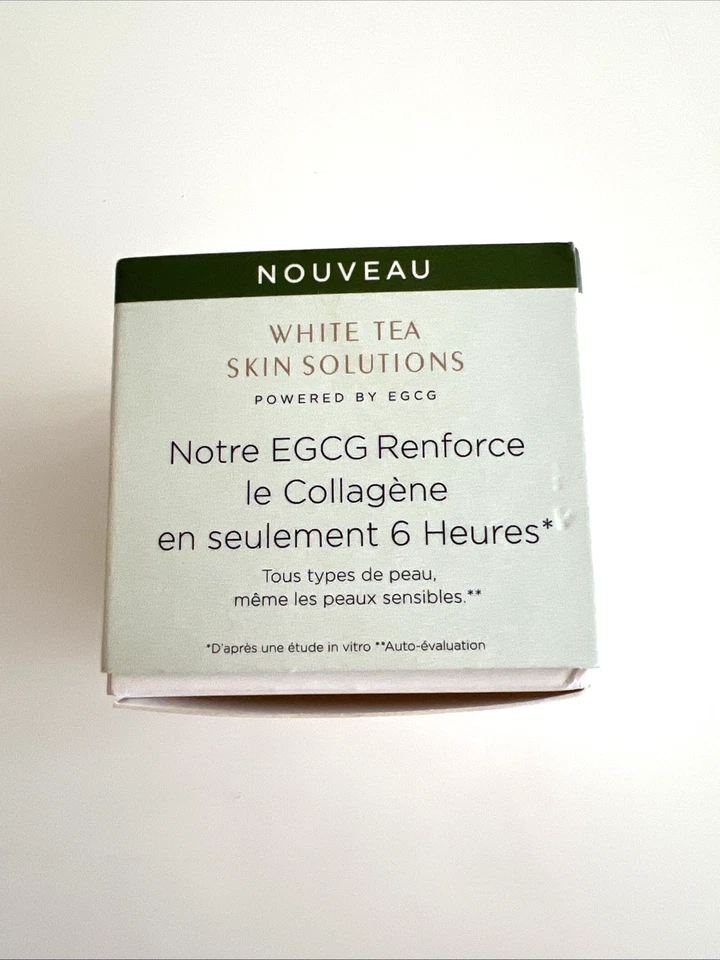 NOUVEAU
WHITE TEA
SKIN SOLUTIONS
POWERED BY EGCG
Notre EGCG Renforce
le Collagène
en seulement 6 Heures*
Tous types de peau,
même les peaux sensibles.**
*D'après une étude in vitro **Auto-évaluation